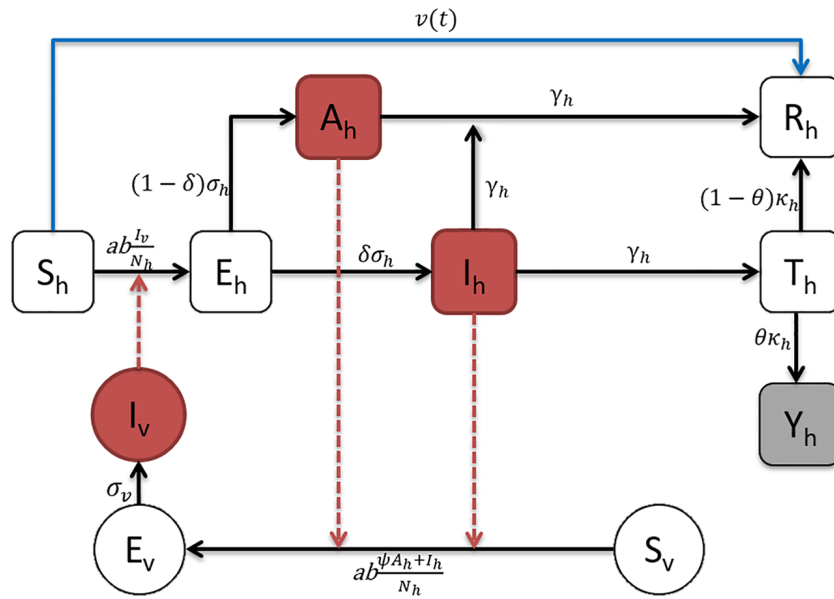 v(t)
A_h
γ_h
R_h
(1 − δ)σ_h
γ_h
(1 − θ)κ_h
S_h
ab I_v/N_h
E_h
δσ_h
I_h
γ_h
T_h
θκ_h
I_v
Y_h
σ_v
E_v
ab ψA_h+I_h/N_h
S_v